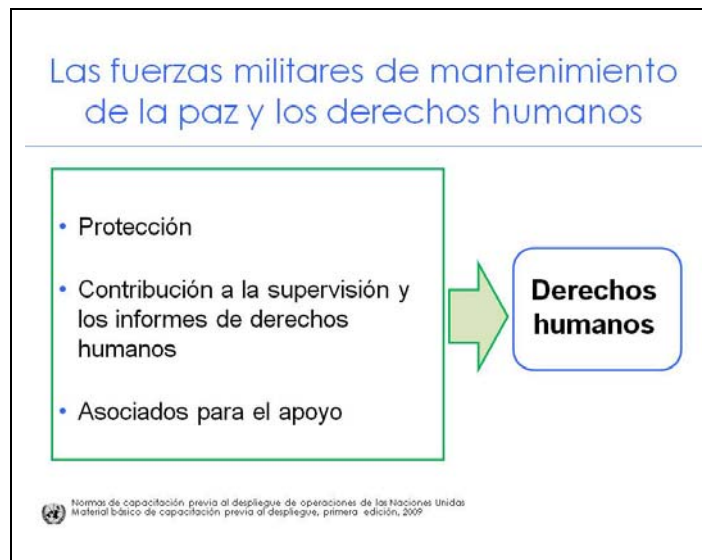 Las fuerzas militares de mantenimiento
de la paz y los derechos humanos
• Protección
• Contribución a la supervisión y
los informes de derechos
humanos
• Asociados para el apoyo
Derechos
humanos
Normas de capacitación previa al despliegue de operaciones de las Naciones Unidas
Material básico de capacitación previa al despliegue, primera edición, 2009